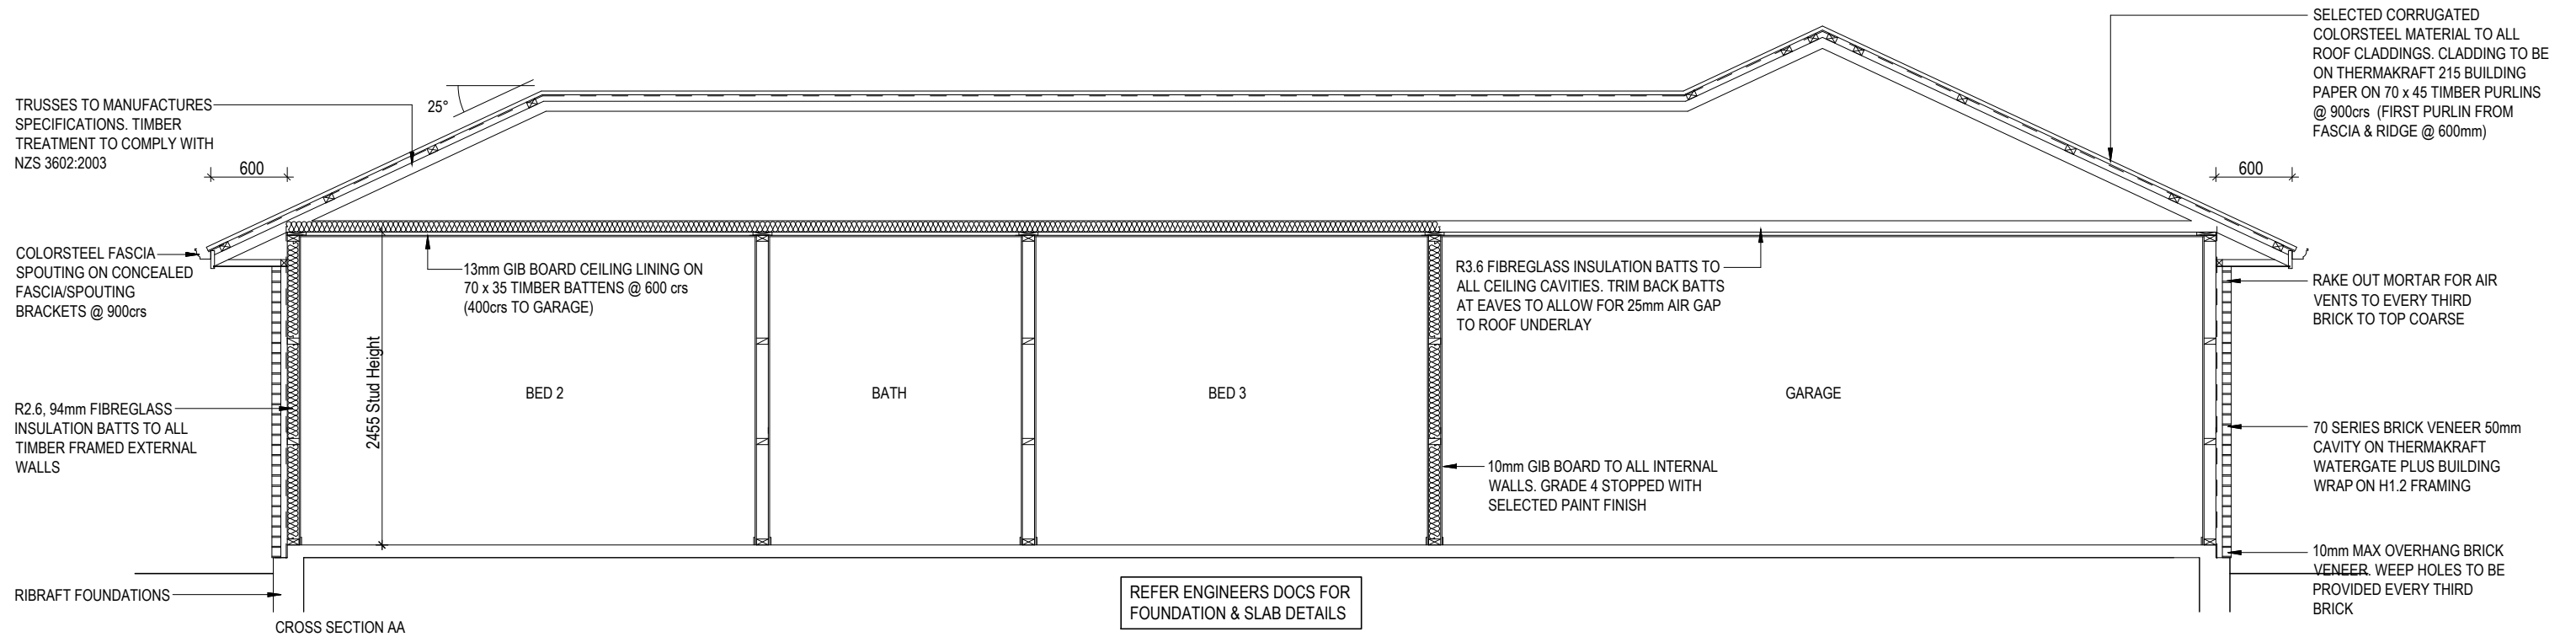 SELECTED CORRUGATED
COLORSTEEL MATERIAL TO ALL
ROOF CLADDINGS. CLADDING TO BE
ON THERMAKRAFT 215 BUILDING
PAPER ON 70 x 45 TIMBER PURLINS
@ 900crs (FIRST PURLIN FROM
FASCIA & RIDGE @ 600mm)
25°
TRUSSES TO MANUFACTURES
SPECIFICATIONS. TIMBER
TREATMENT TO COMPLY WITH
NZS 3602:2003
600
600
COLORSTEEL FASCIA
SPOUTING ON CONCEALED
FASCIA/SPOUTING
BRACKETS @ 900crs
13mm GIB BOARD CEILING LINING ON
70 x 35 TIMBER BATTENS @ 600 crs
(400crs TO GARAGE)
R3.6 FIBREGLASS INSULATION BATTS TO
ALL CEILING CAVITIES. TRIM BACK BATTS
AT EAVES TO ALLOW FOR 25mm AIR GAP
TO ROOF UNDERLAY
RAKE OUT MORTAR FOR AIR
VENTS TO EVERY THIRD
BRICK TO TOP COARSE
2455 Stud Height
BED 2
BATH
BED 3
GARAGE
R2.6, 94mm FIBREGLASS
INSULATION BATTS TO ALL
TIMBER FRAMED EXTERNAL
WALLS
10mm GIB BOARD TO ALL INTERNAL
WALLS. GRADE 4 STOPPED WITH
SELECTED PAINT FINISH
70 SERIES BRICK VENEER 50mm
CAVITY ON THERMAKRAFT
WATERGATE PLUS BUILDING
WRAP ON H1.2 FRAMING
10mm MAX OVERHANG BRICK
VENEER. WEEP HOLES TO BE
PROVIDED EVERY THIRD
BRICK
RIBRAFT FOUNDATIONS
REFER ENGINEERS DOCS FOR
FOUNDATION & SLAB DETAILS
CROSS SECTION AA